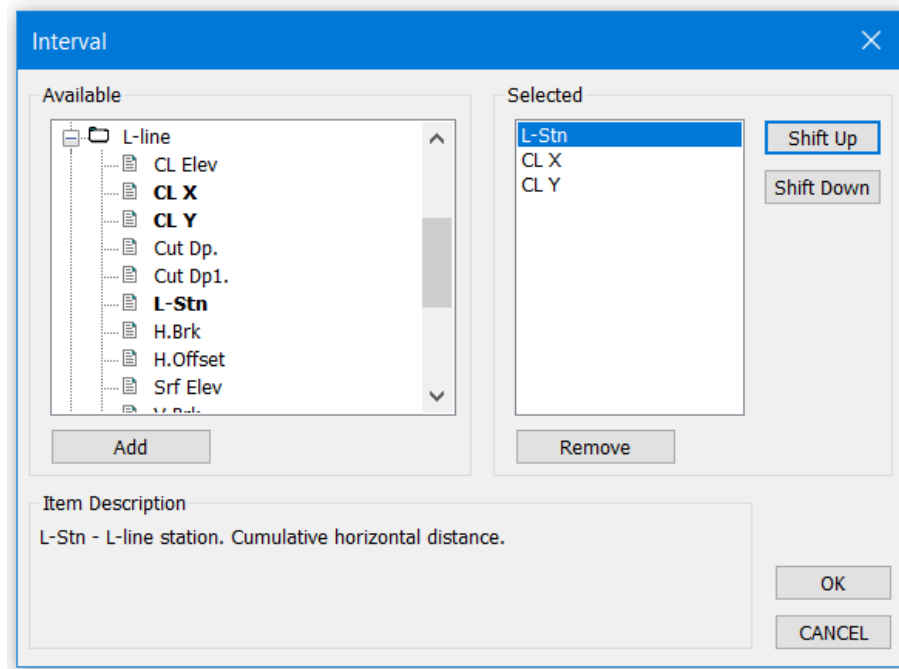 Interval
Available
L-line
CL Elev
CL X
CL Y
Cut Dp.
Cut Dp1.
L-Stn
H.Brk
H.Offset
Srf Elev
Add
Selected
L-Stn
CL X
CL Y
Remove
Shift Up
Shift Down
Item Description
L-Stn - L-line station. Cumulative horizontal distance.
OK
CANCEL